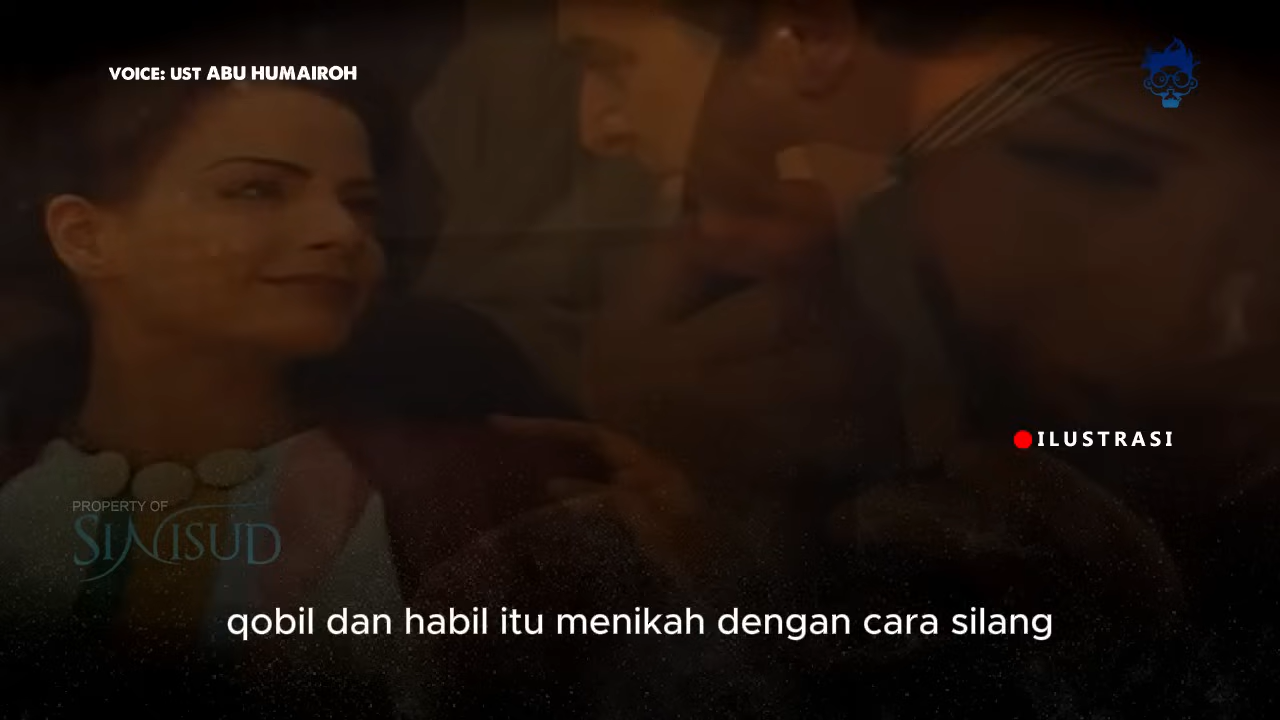 VOICE: UST ABU HUMAIROH
ILUSTRASI
PROPERTY OF
SINISUD
qobil dan habil itu menikah dengan cara silang